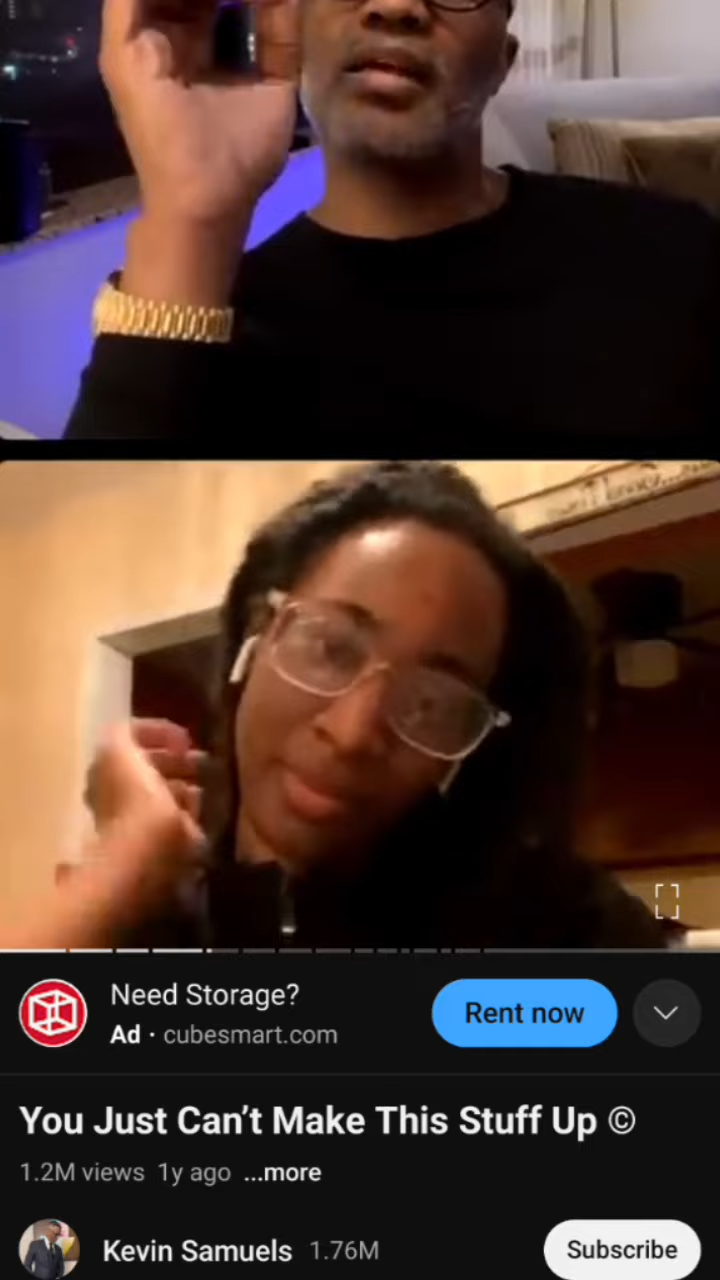 Need Storage?
Ad · cubesmart.com
Rent now
You Just Can’t Make This Stuff Up ©
1.2M views 1y ago ...more
Kevin Samuels 1.76M
Subscribe